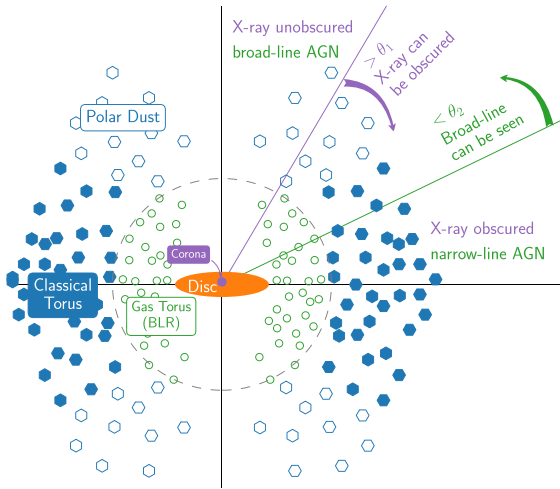 X-ray unobscured
broad-line AGN
> θ₁
X-ray can
be obscured
< θ₂
Broad-line
can be seen
Polar Dust
X-ray obscured
narrow-line AGN
Corona
Classical
Torus
Disc
Gas Torus
(BLR)